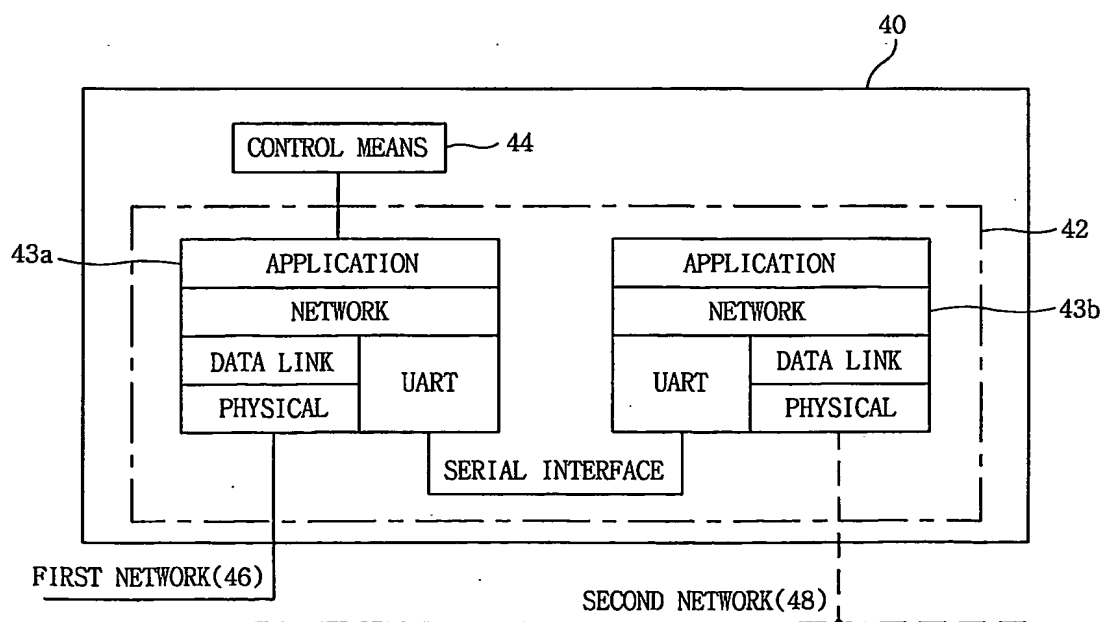 40
CONTROL MEANS
44
42
43a
APPLICATION
APPLICATION
NETWORK
NETWORK
43b
DATA LINK
UART
UART
DATA LINK
PHYSICAL
PHYSICAL
SERIAL INTERFACE
FIRST NETWORK(46)
SECOND NETWORK(48)